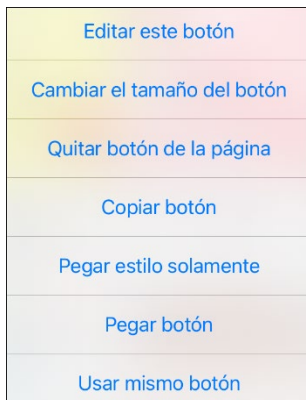 Editar este botón
Cambiar el tamaño del botón
Quitar botón de la página
Copiar botón
Pegar estilo solamente
Pegar botón
Usar mismo botón